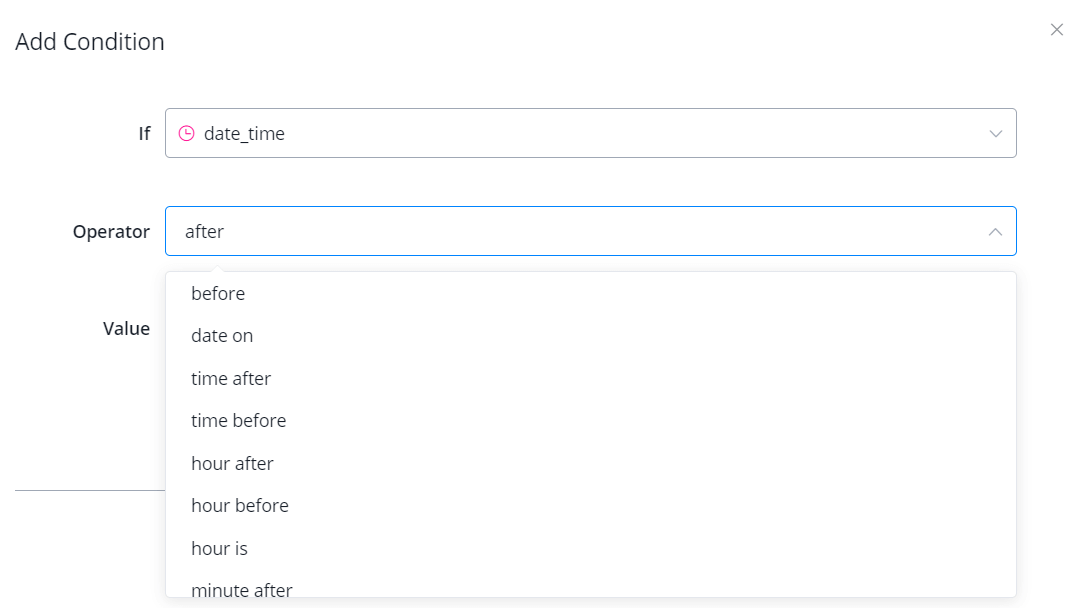 Add Condition
If date_time
Operator after
before
date on
Value
time after
time before
hour after
hour before
hour is
minute after